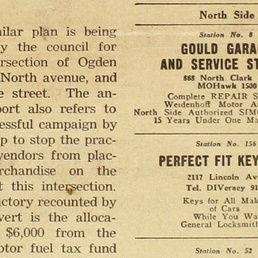 milar plan is being
by the council for
ersection of Ogden
North avenue, and
e street. The an-
port also refers to
essful campaign by
p to stop the prac-
vendors from plac-
rchandise on the
t this intersection.
uctory recounted by
vert is the alloca-
$6,000 from the
otor fuel tax fund
North Side
Station No. 8
GOULD GARA
AND SERVICE ST
868 North Clark
MOHawk 1500
Complete REPAIR S
Weidenhoff Motor An
North Side Authorized SIMO
15 Years Under One Ma
Station No. 156
PERFECT FIT KEY
2117 Lincoln Av
Tel. DIVersey 91
Keys for All Mak
of Cars
While You Wa
General Locksmith
Station No. 52